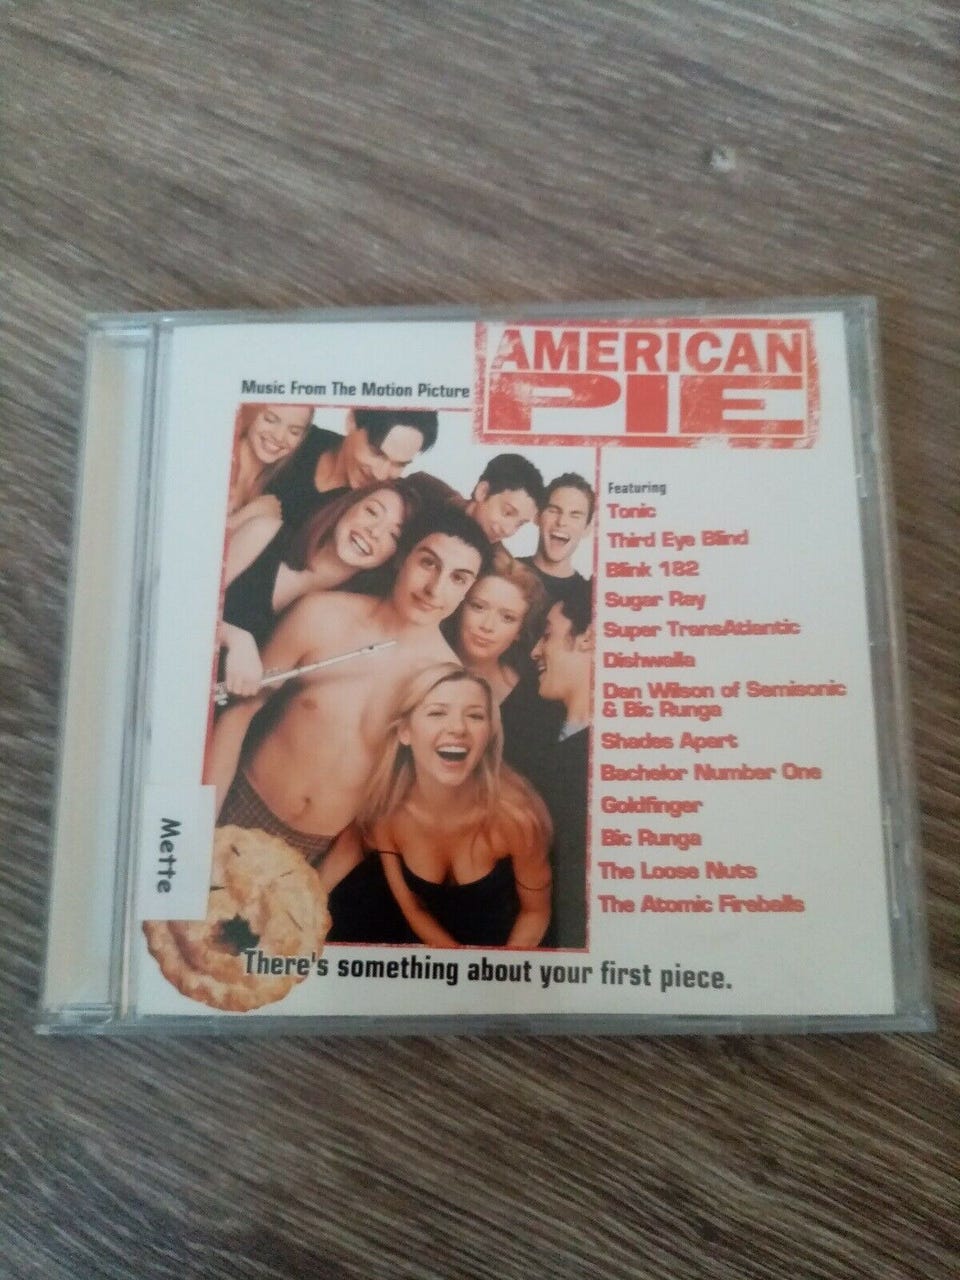 AMERICAN
PIE
Music From The Motion Picture
Featuring
Tonic
Third Eye Blind
Blink 182
Sugar Ray
Super TransAtlantic
Dishwalla
Dan Wilson of Semisonic
& Bic Runga
Shades Apart
Bachelor Number One
Goldfinger
Bic Runga
The Loose Nuts
The Atomic Fireballs
Mette
There's something about your first piece.